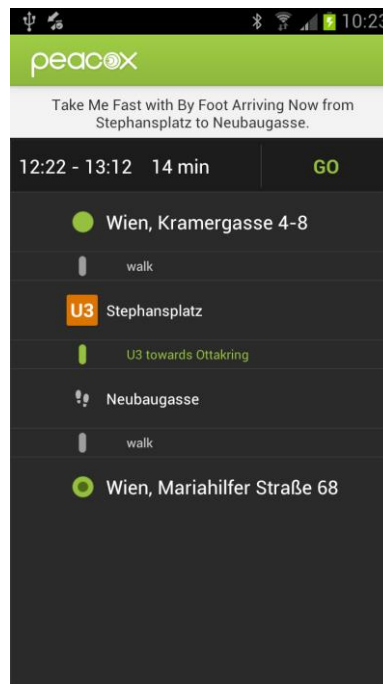 10:23
peacox
Take Me Fast with By Foot Arriving Now from
Stephansplatz to Neubaugasse.
12:22 - 13:12 14 min GO
Wien, Kramergasse 4-8
walk
U3 Stephansplatz
U3 towards Ottakring
Neubaugasse
walk
Wien, Mariahilfer Straße 68